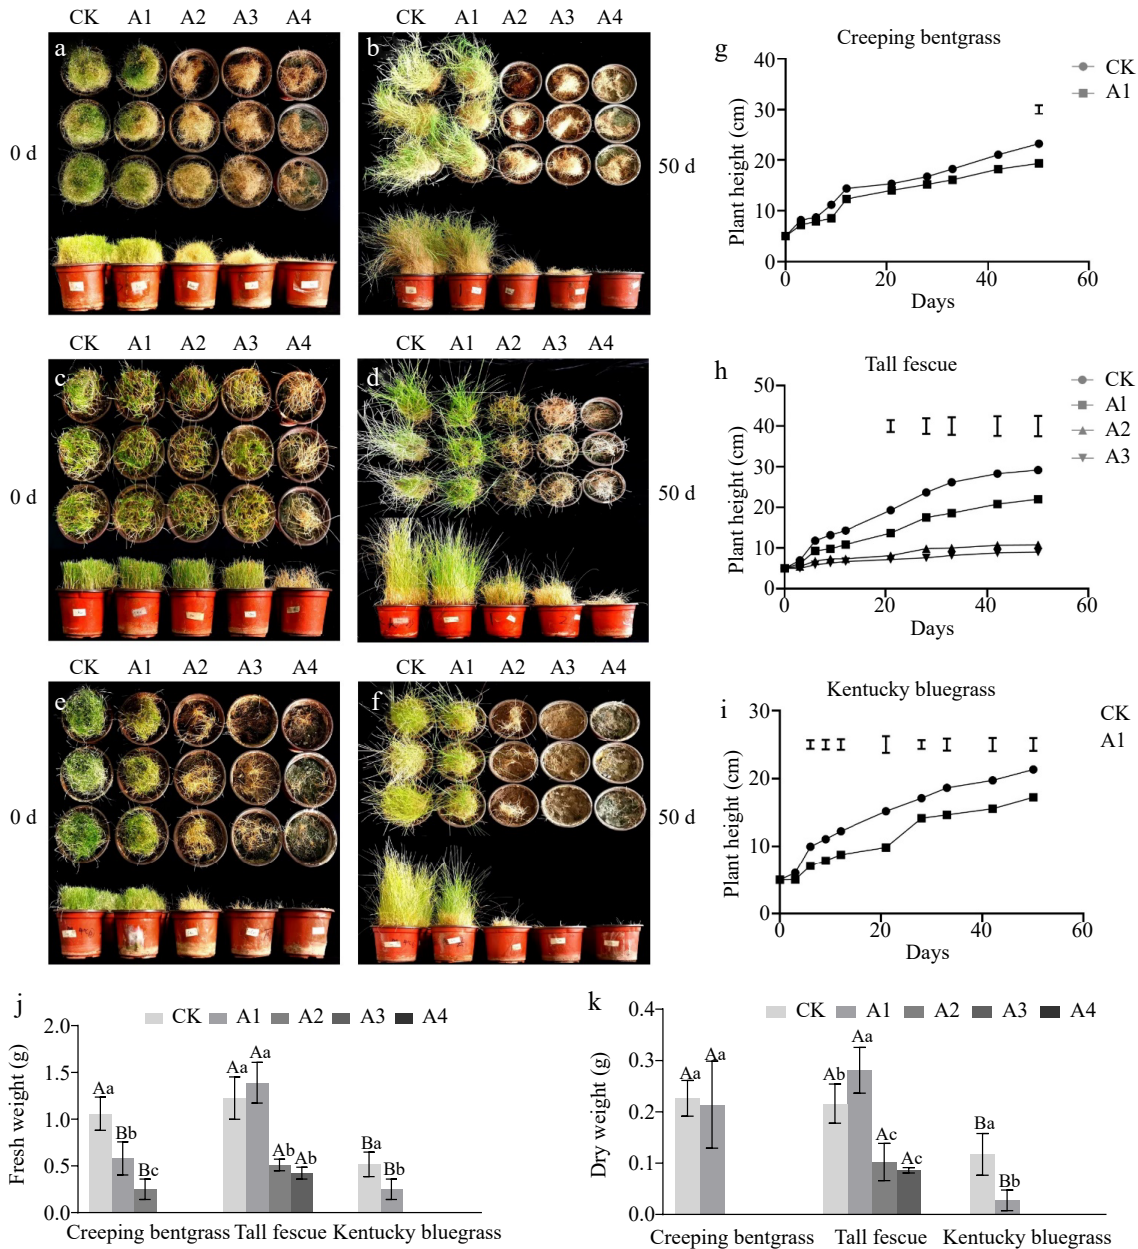 CK A1 A2 A3 A4
CK A1 A2 A3 A4
a
b
0 d
50 d
g
Creeping bentgrass
CK
A1
Plant height (cm)
40
30
20
10
0
0 20 40 60
Days
CK A1 A2 A3 A4
CK A1 A2 A3 A4
c
d
0 d
50 d
h
Tall fescue
CK
A1
A2
A3
Plant height (cm)
50
40
30
20
10
0
0 20 40 60
Days
CK A1 A2 A3 A4
CK A1 A2 A3 A4
e
f
0 d
50 d
i
Kentucky bluegrass
CK
A1
Plant height (cm)
30
20
10
0
0 20 40 60
Days
j
CK A1 A2 A3 A4
Fresh weight (g)
2.0
1.5
1.0
0.5
0.0
Aa Bb Bc Aa Aa Ab Ab Ba Bb
Creeping bentgrass Tall fescue Kentucky bluegrass
k
CK A1 A2 A3 A4
Dry weight (g)
0.4
0.3
0.2
0.1
0.0
Aa Aa Ab Aa Ac Ac Ba Bb
Creeping bentgrass Tall fescue Kentucky bluegrass